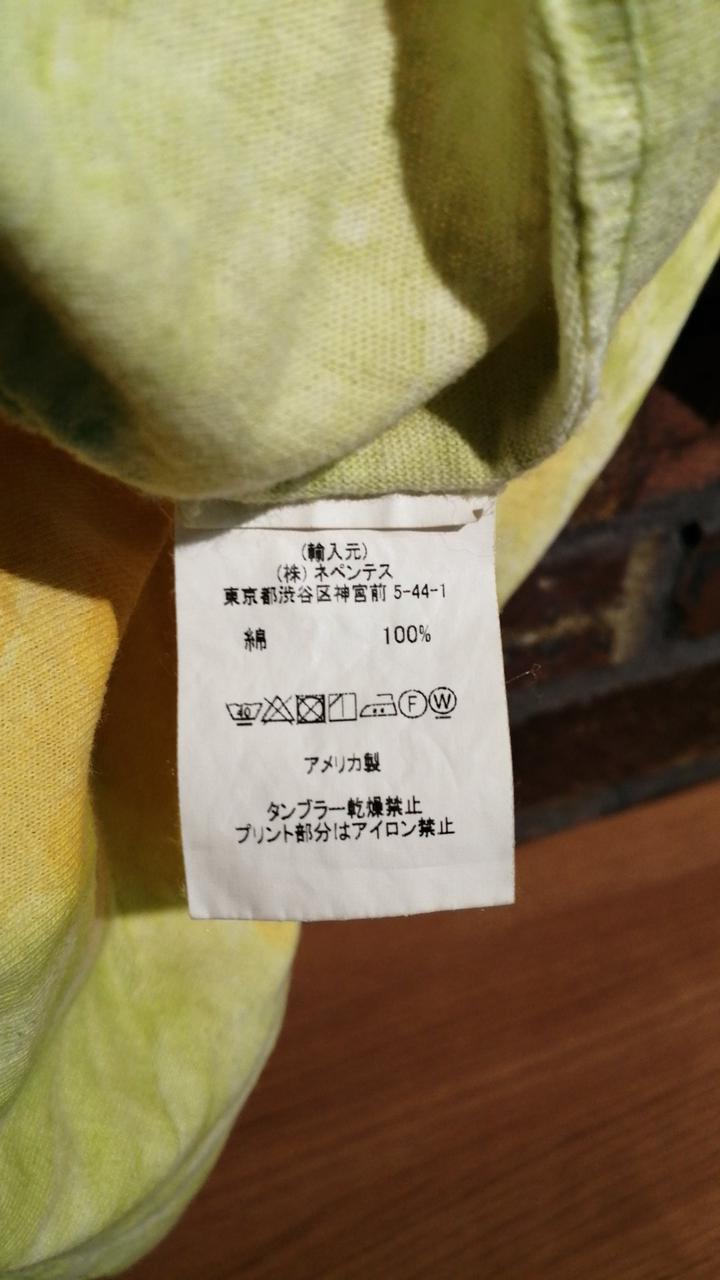 (輸入元)
(株)ネペンテス
東京都渋谷区神宮前 5-44-1
綿 100%
40 F W
アメリカ製
タンブラー乾燥禁止
プリント部分はアイロン禁止